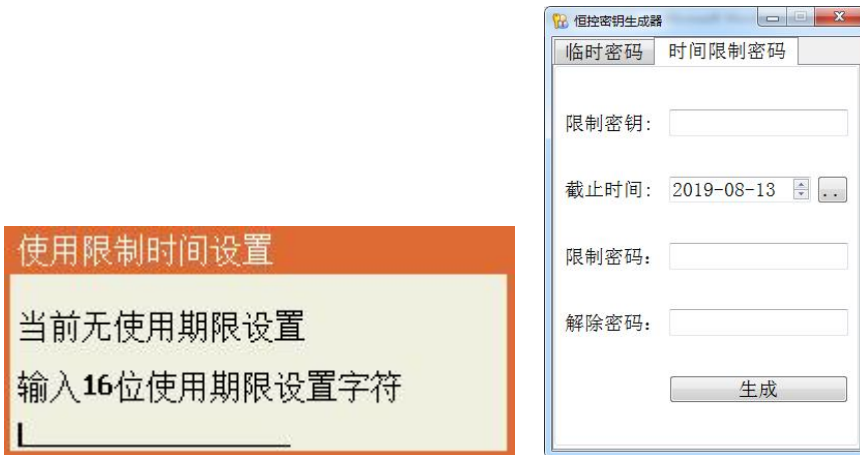 使用限制时间设置
当前无使用期限设置
输入16位使用期限设置字符
恒控密钥生成器
临时密码 时间限制密码
限制密钥:
截止时间: 2019-08-13 ..
限制密码:
解除密码:
生成